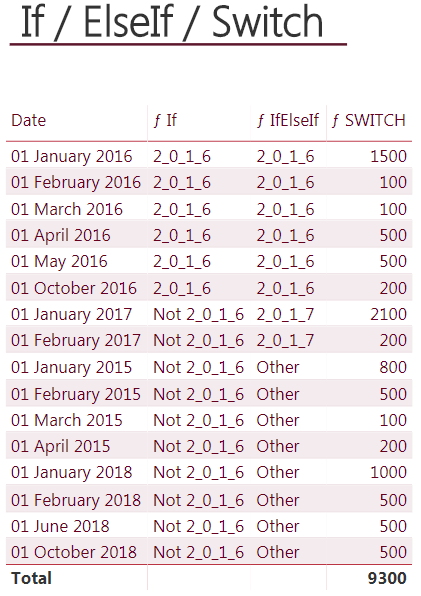 If / ElseIf / Switch
Date ƒ If ƒ IfElseIf ƒ SWITCH
01 January 2016 2_0_1_6 2_0_1_6 1500
01 February 2016 2_0_1_6 2_0_1_6 100
01 March 2016 2_0_1_6 2_0_1_6 100
01 April 2016 2_0_1_6 2_0_1_6 500
01 May 2016 2_0_1_6 2_0_1_6 500
01 October 2016 2_0_1_6 2_0_1_6 200
01 January 2017 Not 2_0_1_6 2_0_1_7 2100
01 February 2017 Not 2_0_1_6 2_0_1_7 200
01 January 2015 Not 2_0_1_6 Other 800
01 February 2015 Not 2_0_1_6 Other 500
01 March 2015 Not 2_0_1_6 Other 100
01 April 2015 Not 2_0_1_6 Other 200
01 January 2018 Not 2_0_1_6 Other 1000
01 February 2018 Not 2_0_1_6 Other 500
01 June 2018 Not 2_0_1_6 Other 500
01 October 2018 Not 2_0_1_6 Other 500
Total 9300